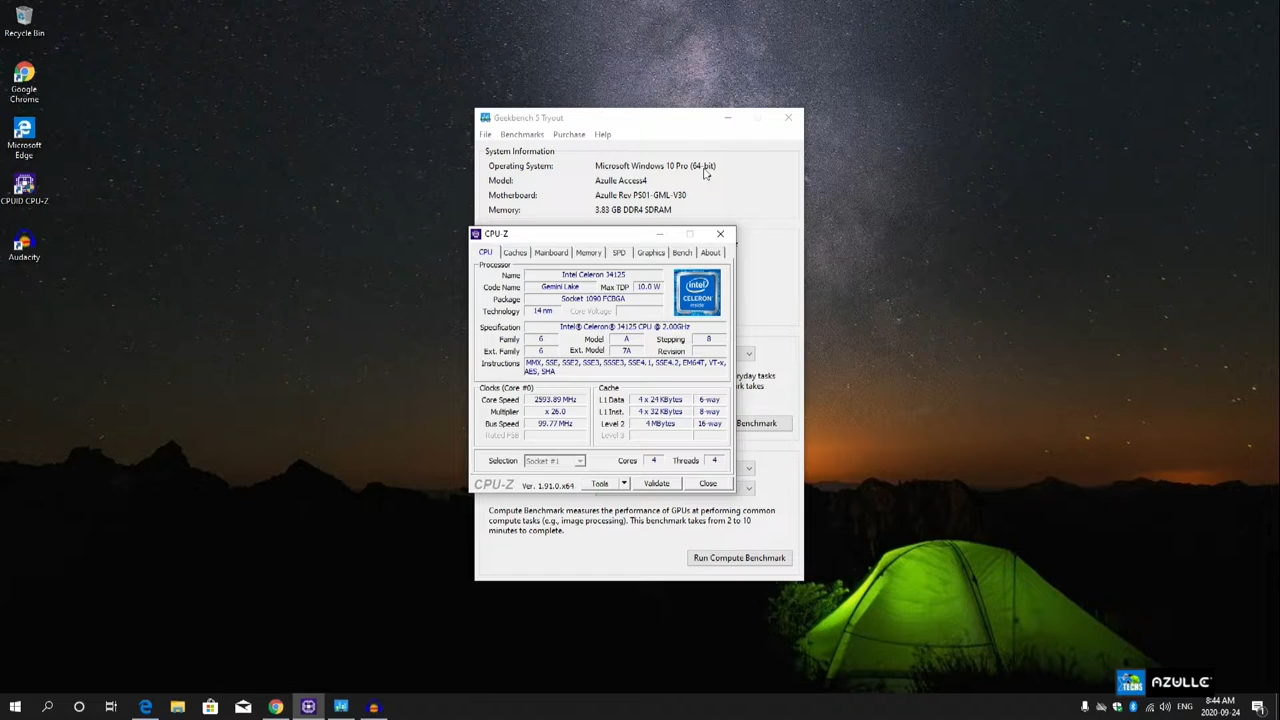 Recycle Bin
Google
Chrome
Microsoft
Edge
CPUID CPU-Z
Audacity
Geekbench 5 Tryout
File Benchmarks Purchase Help
System Information
Operating System: Microsoft Windows 10 Pro (64-bit)
Model: Azulle Access4
Motherboard: Azulle Rev PS01-GML-V30
Memory: 3.83 GB DDR4 SDRAM
CPU-Z
CPU Caches Mainboard Memory SPD Graphics Bench About
Processor
Name Intel Celeron J4125
Code Name Gemini Lake Max TDP 10.0 W
Package Socket 1090 FCBGA
Technology 14 nm Core Voltage
intel
CELERON
inside
Specification Intel® Celeron® J4125 CPU @ 2.00GHz
Family 6 Model A Stepping 8
Ext. Family 6 Ext. Model 7A Revision
Instructions MMX, SSE, SSE2, SSE3, SSSE3, SSE4.1, SSE4.2, EM64T, VT-x,
AES, SHA
Clocks (Core #0)
Core Speed 2593.89 MHz
Multiplier x 26.0
Bus Speed 99.77 MHz
Rated FSB
Cache
L1 Data 4 x 24 KBytes 6-way
L1 Inst. 4 x 32 KBytes 8-way
Level 2 4 MBytes 16-way
Level 3
Selection Socket #1 Cores 4 Threads 4
CPU-Z Ver. 1.91.0.x64 Tools Validate Close
yday tasks
rk takes
Benchmark
Compute Benchmark measures the performance of GPUs at performing common
compute tasks (e.g., image processing). This benchmark takes from 2 to 10
minutes to complete.
Run Compute Benchmark
TECHS AZULLE
ENG
8:44 AM
2020-09-24